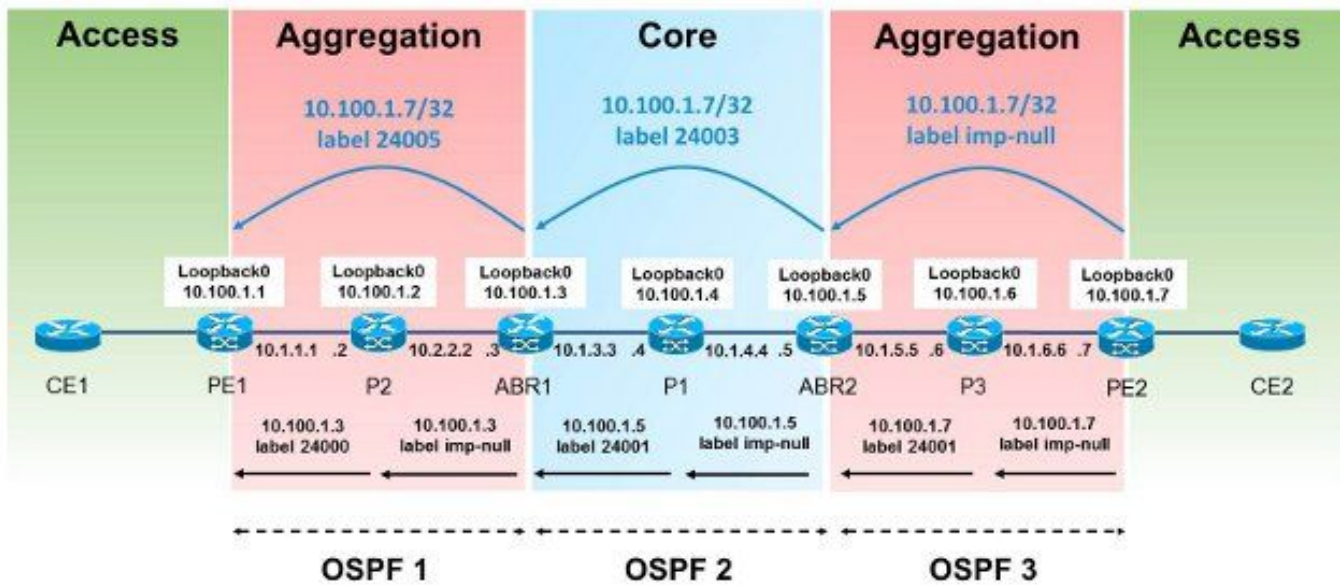 Access
Aggregation
Core
Aggregation
Access
10.100.1.7/32
label 24005
10.100.1.7/32
label 24003
10.100.1.7/32
label imp-null
Loopback0
10.100.1.1
Loopback0
10.100.1.2
Loopback0
10.100.1.3
Loopback0
10.100.1.4
Loopback0
10.100.1.5
Loopback0
10.100.1.6
Loopback0
10.100.1.7
10.1.1.1 .2
10.2.2.2 .3
10.1.3.3 .4
10.1.4.4 .5
10.1.5.5 .6
10.1.6.6 .7
CE1
PE1
P2
ABR1
P1
ABR2
P3
PE2
CE2
10.100.1.3
label 24000
10.100.1.3
label imp-null
10.100.1.5
label 24001
10.100.1.5
label imp-null
10.100.1.7
label 24001
10.100.1.7
label imp-null
OSPF 1
OSPF 2
OSPF 3